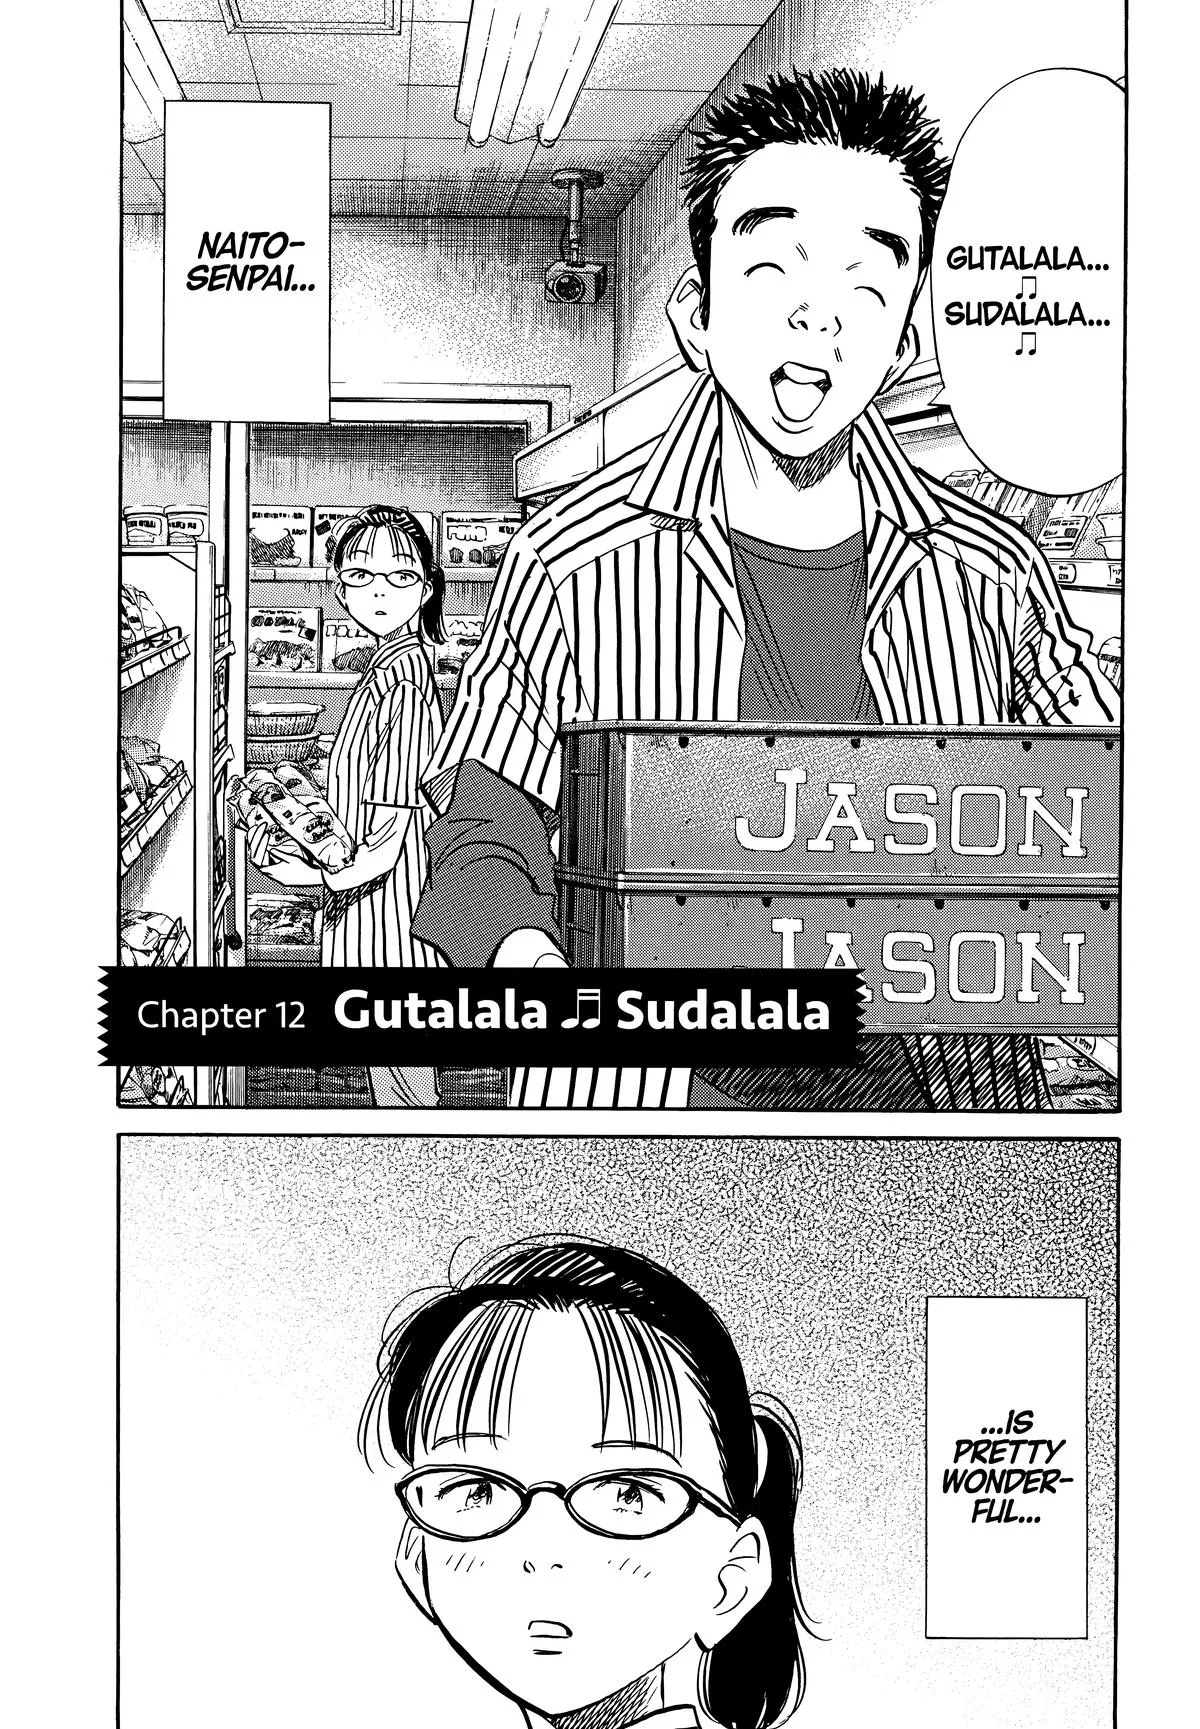 NAITO-
SENPAI...
GUTALALA...
♫
SUDALALA...
♫
JASON
JASON
Chapter 12 Gutalala ♫ Sudalala
...IS
PRETTY
WONDER-
FUL...